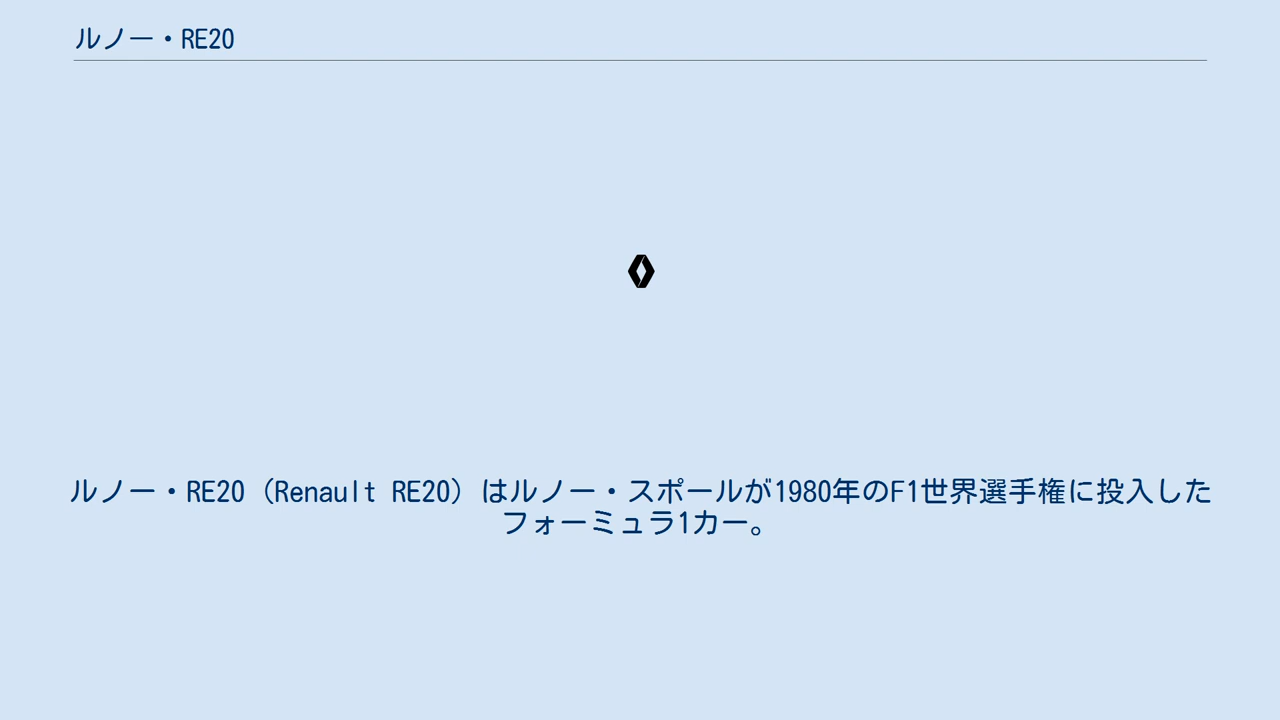 ルノー・RE20
ルノー・RE20（Renault RE20）はルノー・スポールが1980年のF1世界選手権に投入した
フォーミュラ1カー。